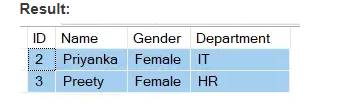 Result:
ID Name Gender Department
2 Priyanka Female IT
3 Preety Female HR